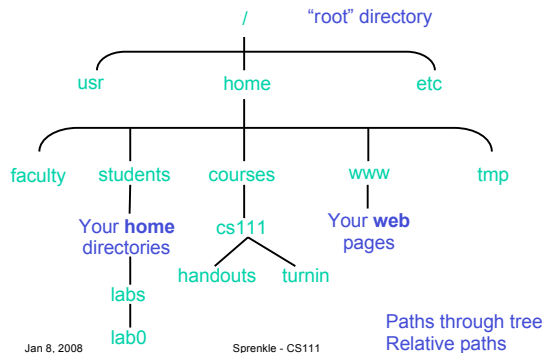 / “root” directory
usr home etc
faculty students courses www tmp
Your home directories
cs111
Your web pages
handouts turnin
labs
lab0
Paths through tree
Relative paths
Jan 8, 2008 Sprenkle - CS111